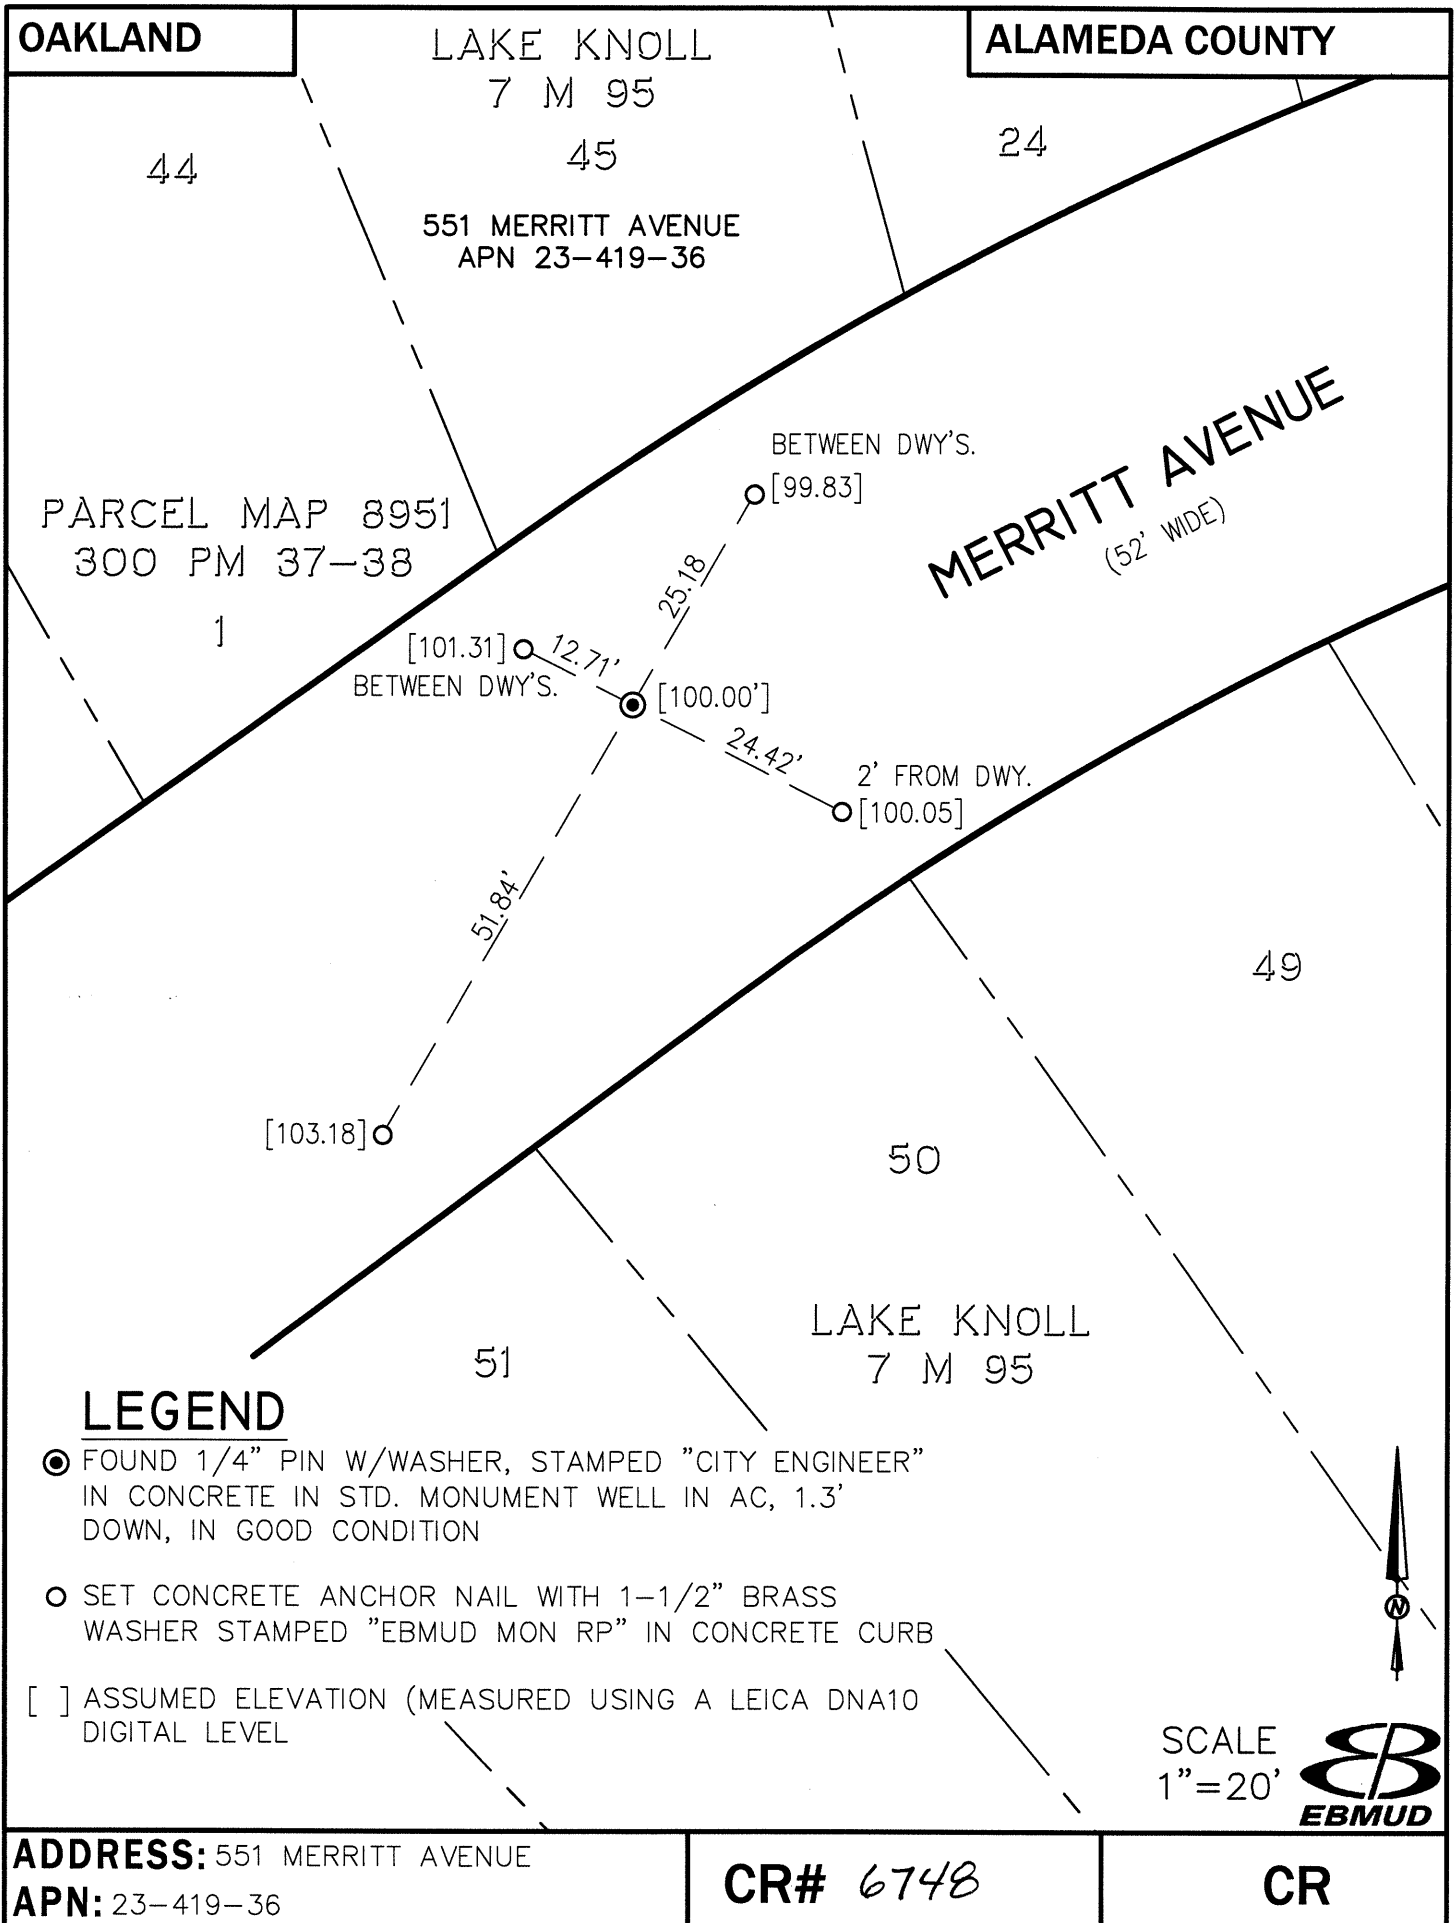 OAKLAND
ALAMEDA COUNTY
LAKE KNOLL
7 M 95
44
45
24
551 MERRITT AVENUE
APN 23-419-36
MERRITT AVENUE
(52' WIDE)
BETWEEN DWY'S.
[99.83]
PARCEL MAP 8951
300 PM 37-38
1
25.18
[101.31]
12.71'
BETWEEN DWY'S.
[100.00']
24.42'
2' FROM DWY.
[100.05]
51.84'
49
[103.18]
50
LAKE KNOLL
7 M 95
51
LEGEND
FOUND 1/4" PIN W/WASHER, STAMPED "CITY ENGINEER"
IN CONCRETE IN STD. MONUMENT WELL IN AC, 1.3'
DOWN, IN GOOD CONDITION
SET CONCRETE ANCHOR NAIL WITH 1-1/2" BRASS
WASHER STAMPED "EBMUD MON RP" IN CONCRETE CURB
[ ] ASSUMED ELEVATION (MEASURED USING A LEICA DNA10
DIGITAL LEVEL
N
SCALE
1"=20'
EBMUD
ADDRESS: 551 MERRITT AVENUE
APN: 23-419-36
CR# 6748
CR